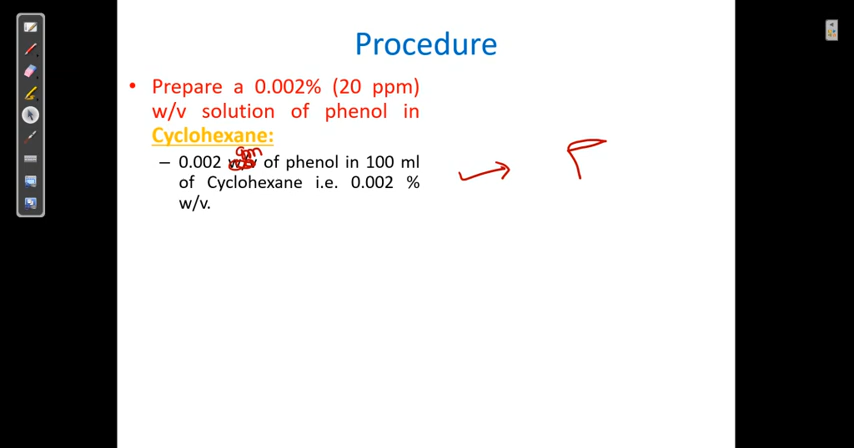 Procedure
• Prepare a 0.002% (20 ppm)
w/v solution of phenol in
Cyclohexane:
– 0.002 gm of phenol in 100 ml
of Cyclohexane i.e. 0.002 %
w/v.